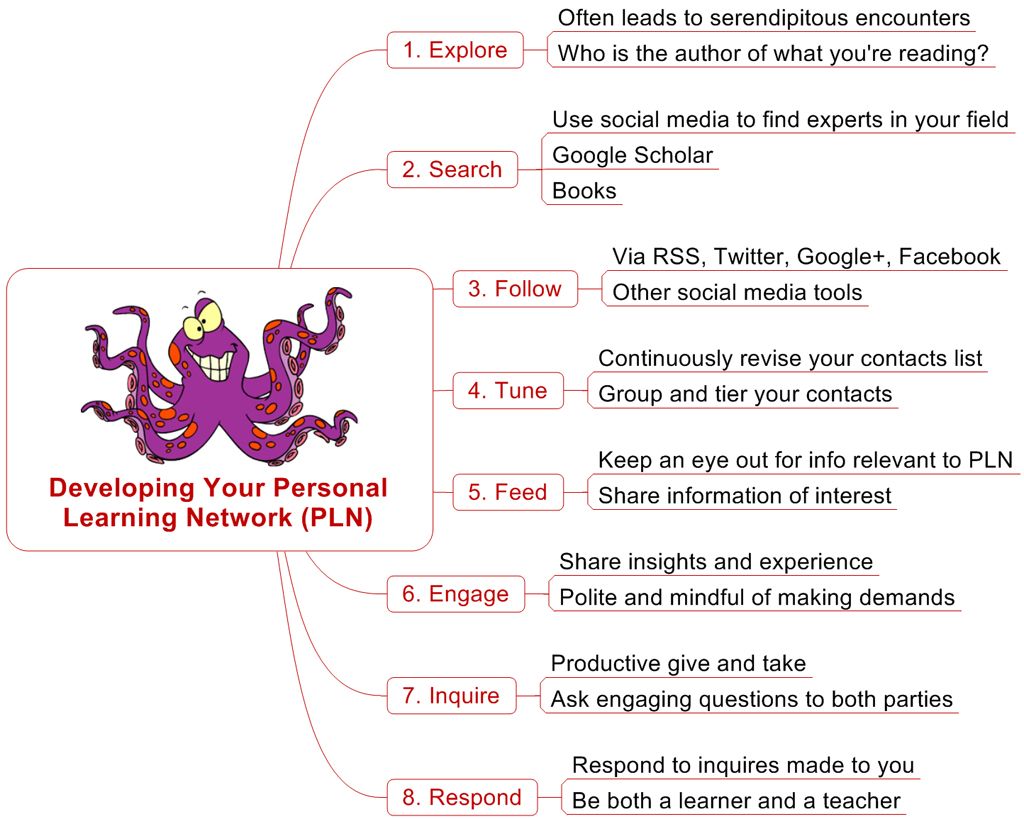 Developing Your Personal
Learning Network (PLN)
1. Explore
Often leads to serendipitous encounters
Who is the author of what you're reading?
2. Search
Use social media to find experts in your field
Google Scholar
Books
3. Follow
Via RSS, Twitter, Google+, Facebook
Other social media tools
4. Tune
Continuously revise your contacts list
Group and tier your contacts
5. Feed
Keep an eye out for info relevant to PLN
Share information of interest
6. Engage
Share insights and experience
Polite and mindful of making demands
7. Inquire
Productive give and take
Ask engaging questions to both parties
8. Respond
Respond to inquires made to you
Be both a learner and a teacher